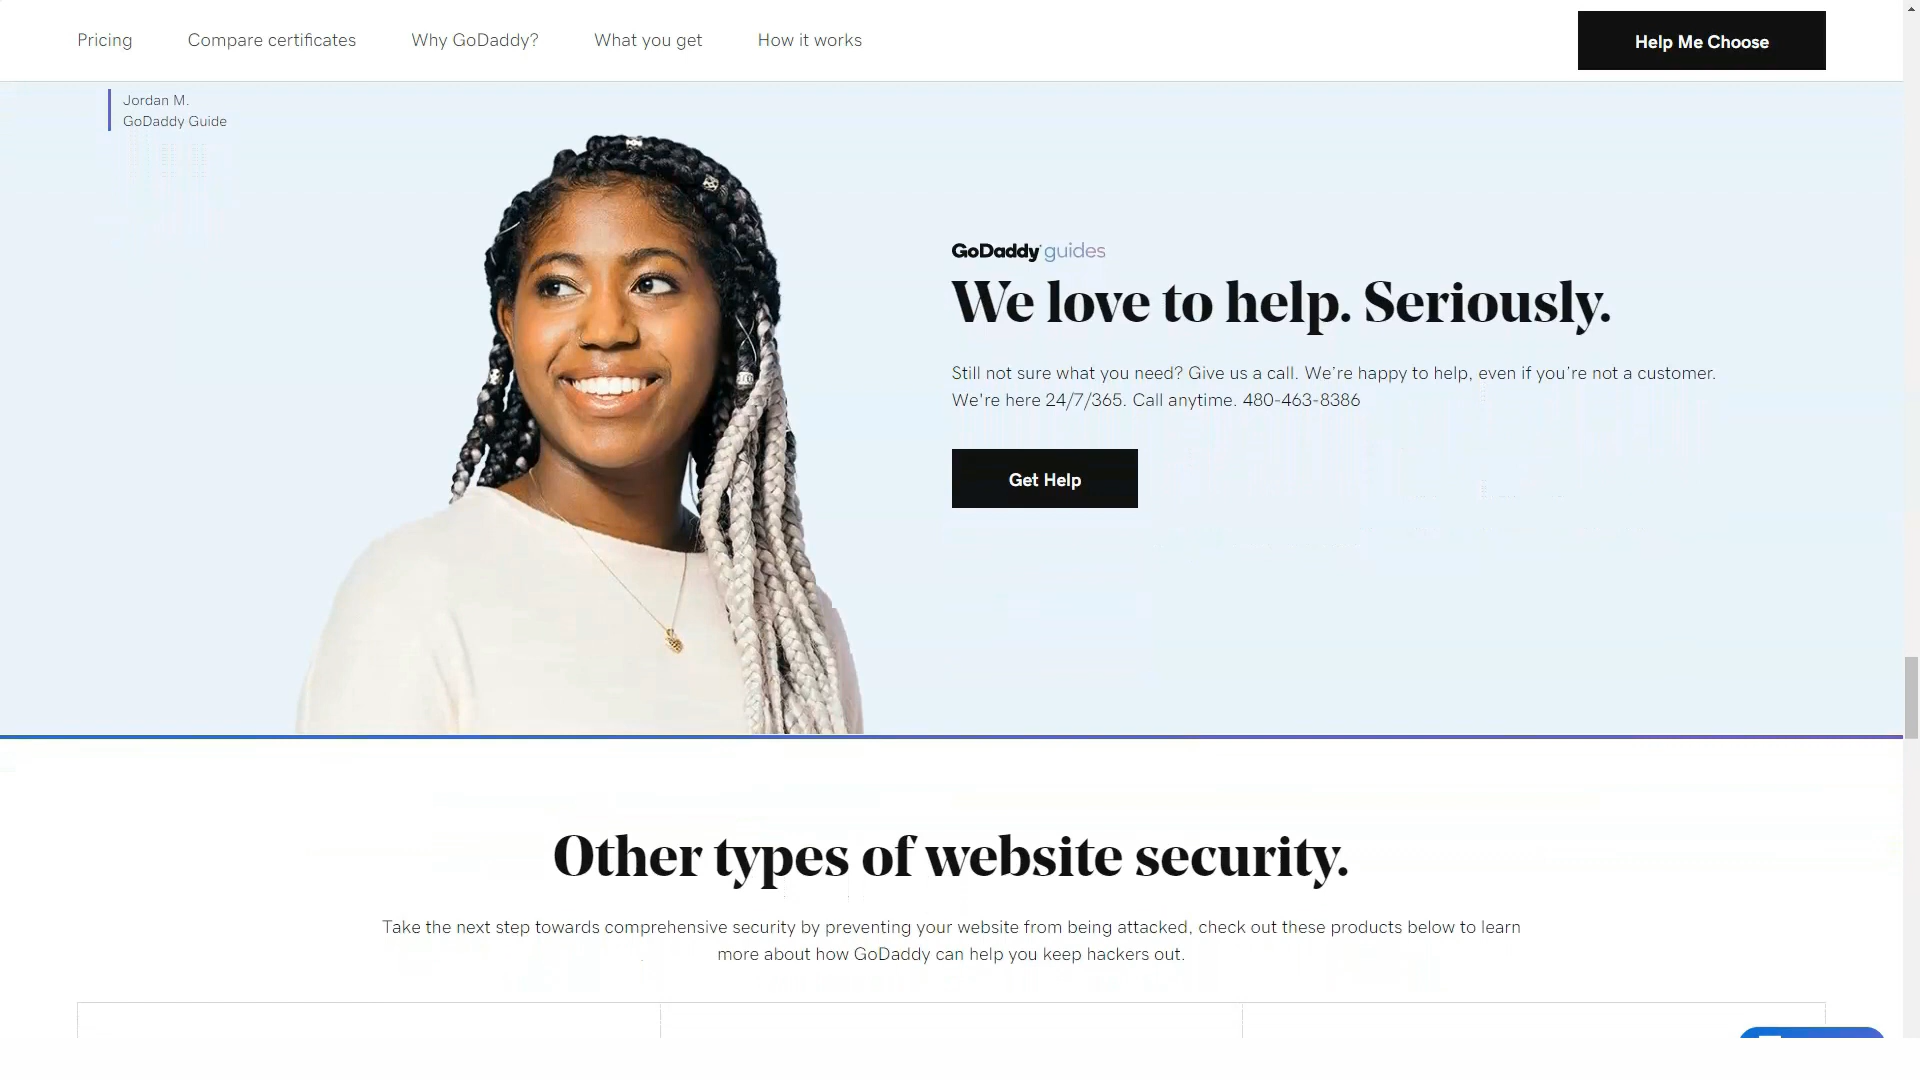 Pricing
Compare certificates
Why GoDaddy?
What you get
How it works
Help Me Choose
Jordan M.
GoDaddy Guide
GoDaddy guides
We love to help. Seriously.
Still not sure what you need? Give us a call. We're happy to help, even if you're not a customer.
We're here 24/7/365. Call anytime. 480-463-8386
Get Help
Other types of website security.
Take the next step towards comprehensive security by preventing your website from being attacked, check out these products below to learn
more about how GoDaddy can help you keep hackers out.